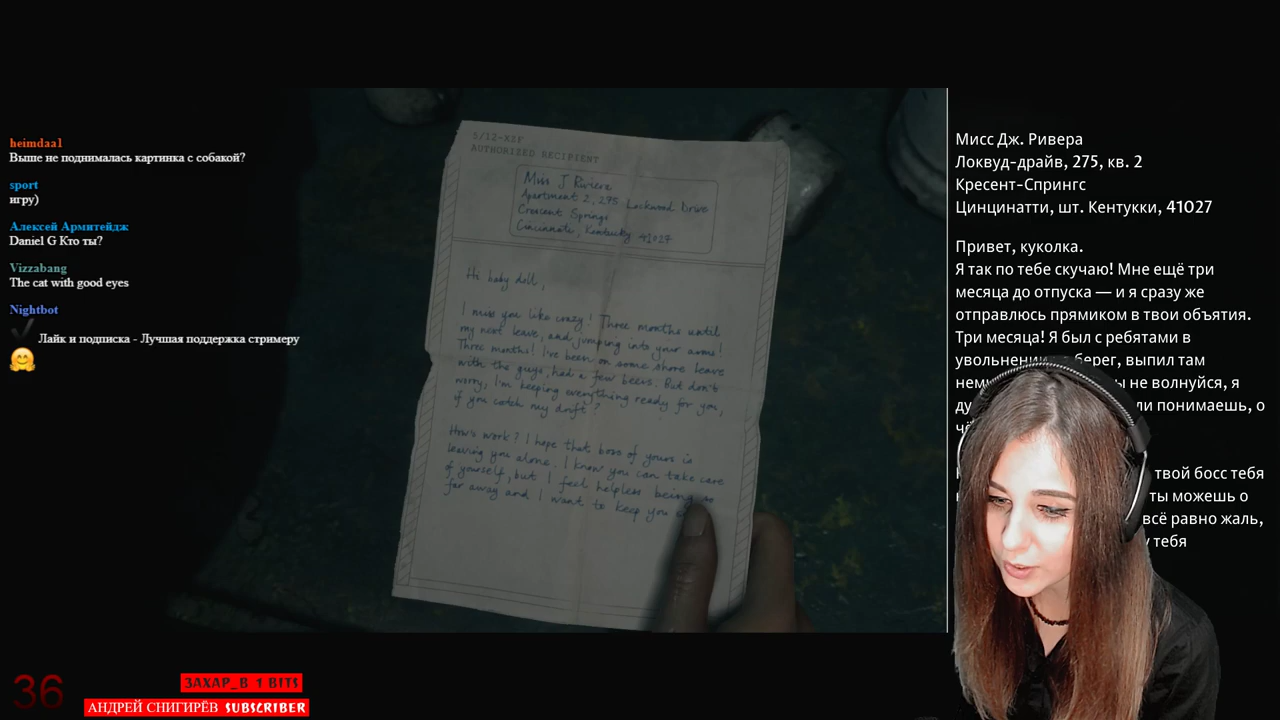 heimdaa1
Выше не поднималась картинка с собакой?
sport
игру)
Алексей Армитейдж
Daniel G Кто ты?
Vizzabang
The cat with good eyes
Nightbot
Лайк и подписка - Лучшая поддержка стримеру
36
ЗАХАР_В 1 BITS
АНДРЕЙ СНИГИРЁВ SUBSCRIBER
5/12-XSF
AUTHORIZED RECIPIENT
Miss J Riviera
Apartment 2, 275 Lockwood Drive
Crescent Springs
Cincinnati, Kentucky 41027
Hi baby doll,
I miss you like crazy! Three months until
my next leave, and jumping into your arms!
Three months! I've been on some shore leave
with the guys, had a few beers. But don't
worry, I'm keeping everything ready for you,
if you catch my drift?
How's work? I hope that boss of yours is
leaving you alone. I know you can take care
of yourself, but I feel helpless being so
far away and I want to keep you
Мисс Дж. Ривера
Локвуд-драйв, 275, кв. 2
Кресент-Спрингс
Цинцинатти, шт. Кентукки, 41027
Привет, куколка.
Я так по тебе скучаю! Мне ещё три
месяца до отпуска — и я сразу же
отправлюсь прямиком в твои объятия.
Три месяца! Я был с ребятами в
берег, выпил там
не волнуйся, я
понимаешь, о
твой босс тебя
ты можешь о
всё равно жаль,
тебя